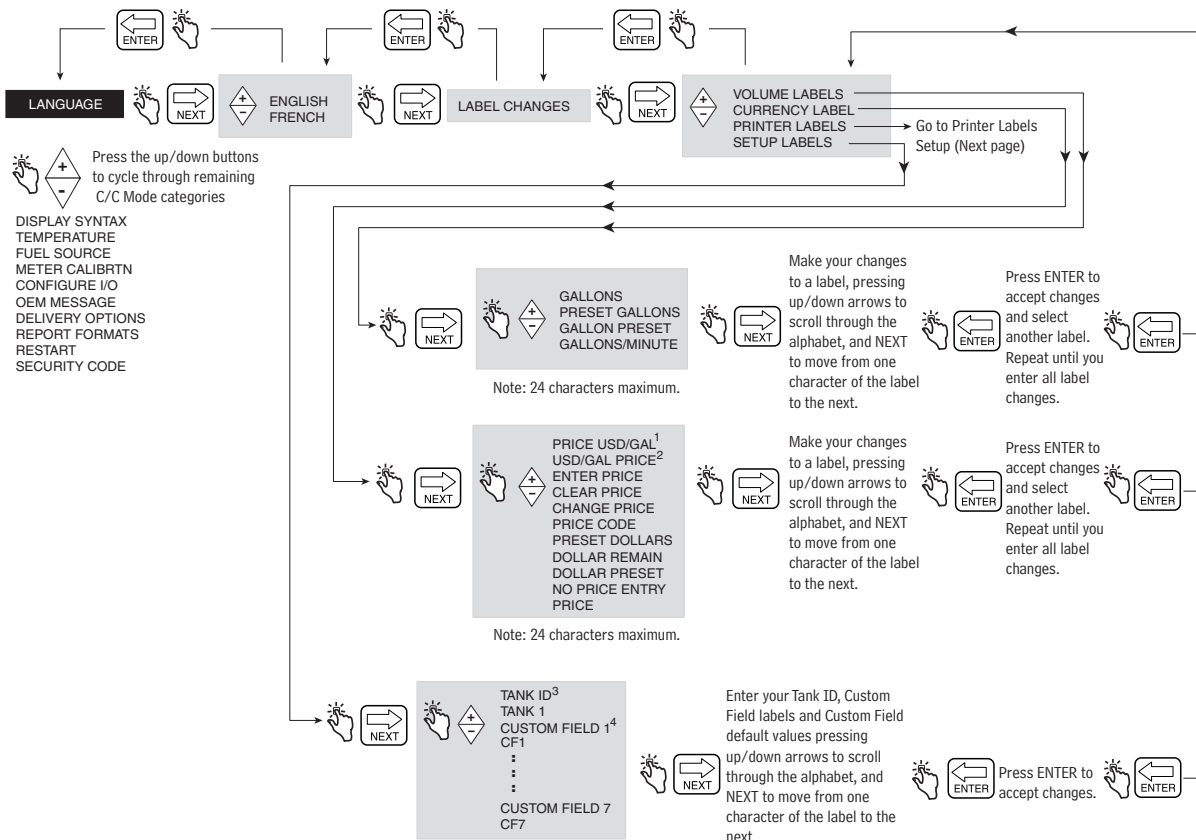 ENTER
ENTER
ENTER
LANGUAGE
NEXT
+
-
ENGLISH
FRENCH
NEXT
LABEL CHANGES
NEXT
+
-
VOLUME LABELS
CURRENCY LABEL
PRINTER LABELS
SETUP LABELS
Go to Printer Labels
Setup (Next page)
+
-
Press the up/down buttons
to cycle through remaining
C/C Mode categories
DISPLAY SYNTAX
TEMPERATURE
FUEL SOURCE
METER CALIBRTN
CONFIGURE I/O
OEM MESSAGE
DELIVERY OPTIONS
REPORT FORMATS
RESTART
SECURITY CODE
NEXT
+
-
GALLONS
PRESET GALLONS
GALLON PRESET
GALLONS/MINUTE
Note: 24 characters maximum.
NEXT
Make your changes
to a label, pressing
up/down arrows to
scroll through the
alphabet, and NEXT
to move from one
character of the label
to the next.
ENTER
Press ENTER to
accept changes
and select
another label.
Repeat until you
enter all label
changes.
ENTER
NEXT
+
-
PRICE USD/GAL1
USD/GAL PRICE2
ENTER PRICE
CLEAR PRICE
CHANGE PRICE
PRICE CODE
PRESET DOLLARS
DOLLAR REMAIN
DOLLAR PRESET
NO PRICE ENTRY
PRICE
Note: 24 characters maximum.
NEXT
Make your changes
to a label, pressing
up/down arrows to
scroll through the
alphabet, and NEXT
to move from one
character of the label
to the next.
ENTER
Press ENTER to
accept changes
and select
another label.
Repeat until you
enter all label
changes.
ENTER
NEXT
+
-
TANK ID3
TANK 1
CUSTOM FIELD 14
CF1
:
:
:
CUSTOM FIELD 7
CF7
NEXT
Enter your Tank ID, Custom
Field labels and Custom Field
default values pressing
up/down arrows to scroll
through the alphabet, and
NEXT to move from one
character of the label to the
next
ENTER
Press ENTER to
accept changes.
ENTER